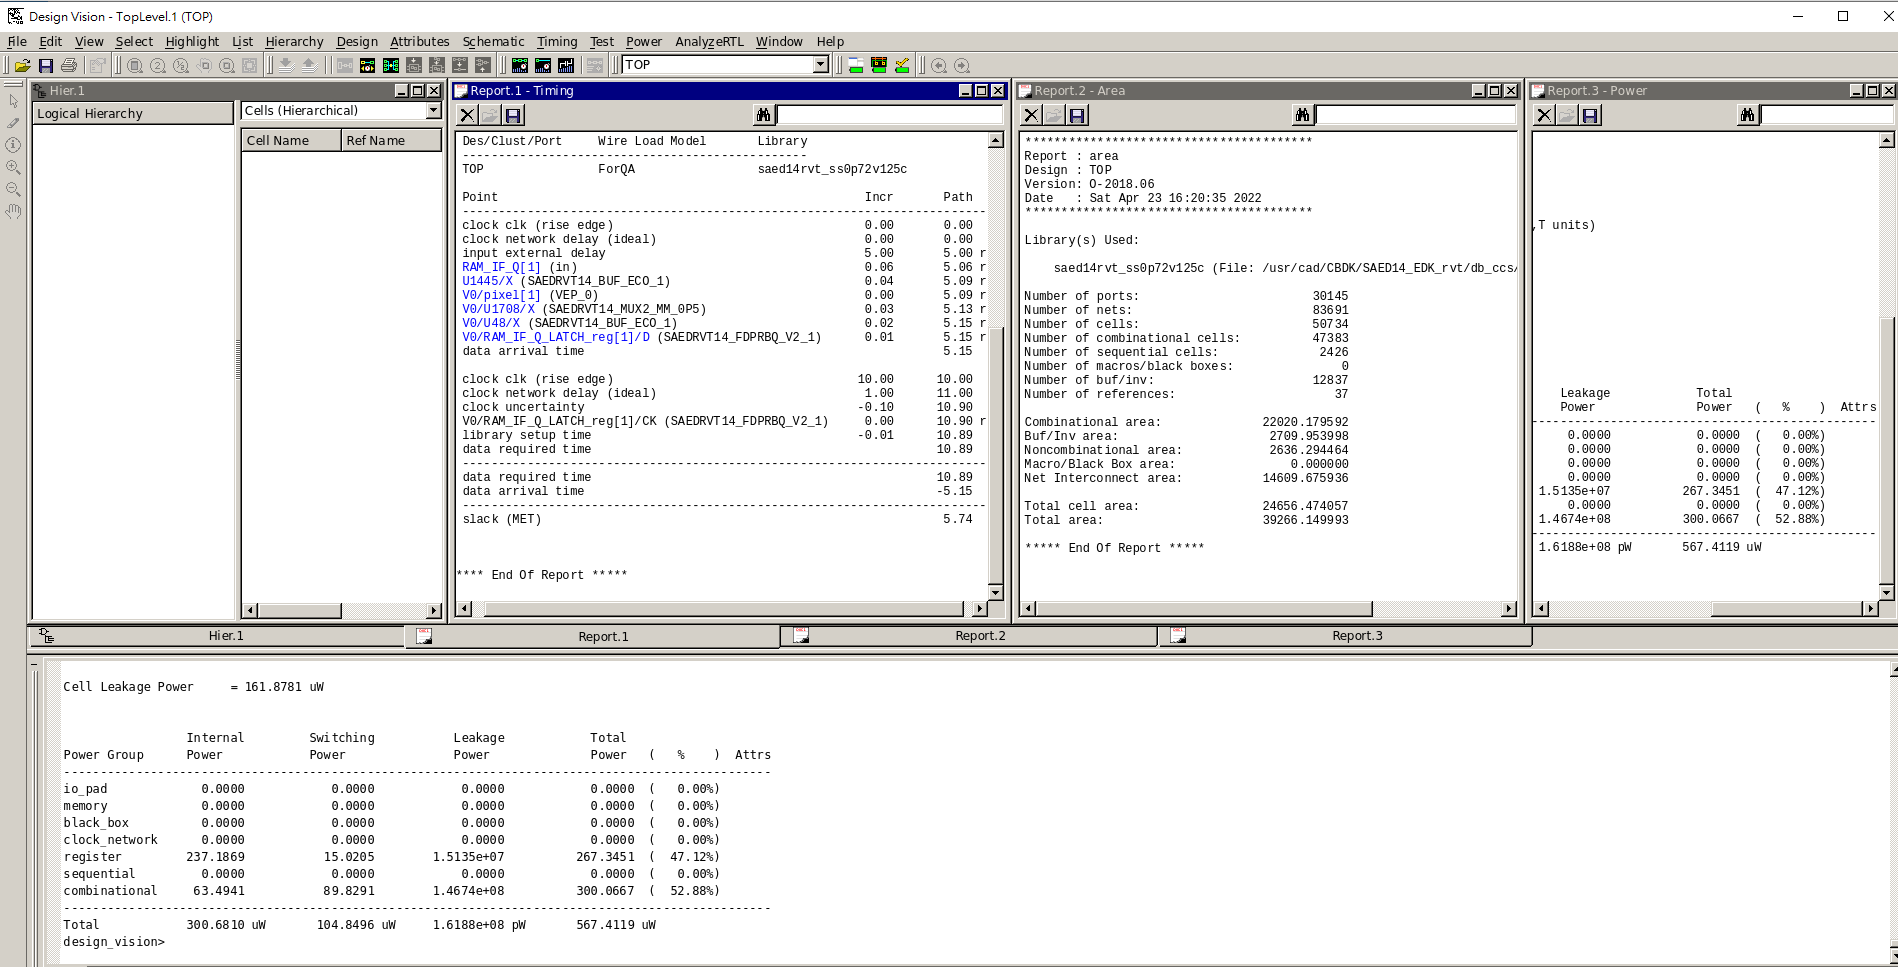 Design Vision - TopLevel.1 (TOP)
File Edit View Select Highlight List Hierarchy Design Attributes Schematic Timing Test Power AnalyzeRTL Window Help
TOP
Hier.1
Logical Hierarchy
Cells (Hierarchical)
Cell Name Ref Name
Report.1 - Timing
Des/Clust/Port Wire Load Model Library
------------------------------------------------
TOP ForQA saed14rvt_ss0p72v125c
Point Incr Path
--------------------------------------------------------------------------
clock clk (rise edge) 0.00 0.00
clock network delay (ideal) 0.00 0.00
input external delay 5.00 5.00 r
RAM_IF_Q[1] (in) 0.06 5.06 r
U1445/X (SAEDRVT14_BUF_ECO_1) 0.04 5.09 r
V0/pixel[1] (VEP_0) 0.00 5.09 r
V0/U1708/X (SAEDRVT14_MUX2_MM_0P5) 0.03 5.13 r
V0/U48/X (SAEDRVT14_BUF_ECO_1) 0.02 5.15 r
V0/RAM_IF_Q_LATCH_reg[1]/D (SAEDRVT14_FDPRBQ_V2_1) 0.01 5.15 r
data arrival time 5.15
clock clk (rise edge) 10.00 10.00
clock network delay (ideal) 1.00 11.00
clock uncertainty -0.10 10.90
V0/RAM_IF_Q_LATCH_reg[1]/CK (SAEDRVT14_FDPRBQ_V2_1) 0.00 10.90 r
library setup time -0.01 10.89
data required time 10.89
--------------------------------------------------------------------------
data required time 10.89
data arrival time -5.15
--------------------------------------------------------------------------
slack (MET) 5.74
**** End Of Report *****
Report.2 - Area
****************************************
Report : area
Design : TOP
Version: O-2018.06
Date : Sat Apr 23 16:20:35 2022
****************************************
Library(s) Used:
saed14rvt_ss0p72v125c (File: /usr/cad/CBDK/SAED14_EDK_rvt/db_ccs/
Number of ports: 30145
Number of nets: 83691
Number of cells: 50734
Number of combinational cells: 47383
Number of sequential cells: 2426
Number of macros/black boxes: 0
Number of buf/inv: 12837
Number of references: 37
Combinational area: 22020.179592
Buf/Inv area: 2709.953998
Noncombinational area: 2636.294464
Macro/Black Box area: 0.000000
Net Interconnect area: 14609.675936
Total cell area: 24656.474057
Total area: 39266.149993
***** End Of Report *****
Report.3 - Power
,T units)
Leakage Total
Power Power ( % ) Attrs
------------------------------------------------
0.0000 0.0000 ( 0.00%)
0.0000 0.0000 ( 0.00%)
0.0000 0.0000 ( 0.00%)
0.0000 0.0000 ( 0.00%)
1.5135e+07 267.3451 ( 47.12%)
0.0000 0.0000 ( 0.00%)
1.4674e+08 300.0667 ( 52.88%)
------------------------------------------------
1.6188e+08 pW 567.4119 uW
Hier.1 Report.1 Report.2 Report.3
Cell Leakage Power = 161.8781 uW
Internal Switching Leakage Total
Power Group Power Power Power Power ( % ) Attrs
--------------------------------------------------------------------------------------------------
io_pad 0.0000 0.0000 0.0000 0.0000 ( 0.00%)
memory 0.0000 0.0000 0.0000 0.0000 ( 0.00%)
black_box 0.0000 0.0000 0.0000 0.0000 ( 0.00%)
clock_network 0.0000 0.0000 0.0000 0.0000 ( 0.00%)
register 237.1869 15.0205 1.5135e+07 267.3451 ( 47.12%)
sequential 0.0000 0.0000 0.0000 0.0000 ( 0.00%)
combinational 63.4941 89.8291 1.4674e+08 300.0667 ( 52.88%)
--------------------------------------------------------------------------------------------------
Total 300.6810 uW 104.8496 uW 1.6188e+08 pW 567.4119 uW
design_vision>